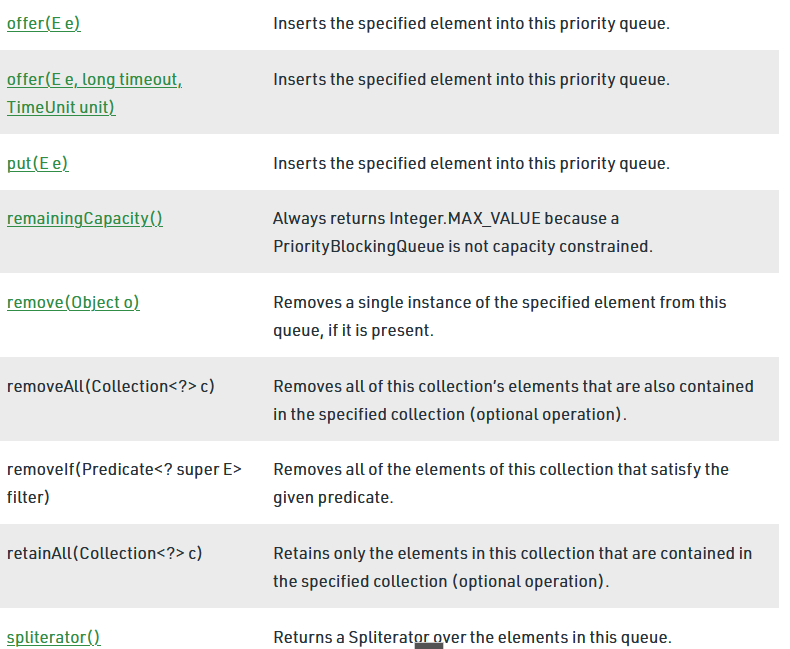 offer(E e) Inserts the specified element into this priority queue.
offer(E e, long timeout, Inserts the specified element into this priority queue.
TimeUnit unit)
put(E e) Inserts the specified element into this priority queue.
remainingCapacity() Always returns Integer.MAX_VALUE because a
PriorityBlockingQueue is not capacity constrained.
remove(Object o) Removes a single instance of the specified element from this
queue, if it is present.
removeAll(Collection<?> c) Removes all of this collection’s elements that are also contained
in the specified collection (optional operation).
removeIf(Predicate<? super E> Removes all of the elements of this collection that satisfy the
filter) given predicate.
retainAll(Collection<?> c) Retains only the elements in this collection that are contained in
the specified collection (optional operation).
spliterator() Returns a Spliterator over the elements in this queue.